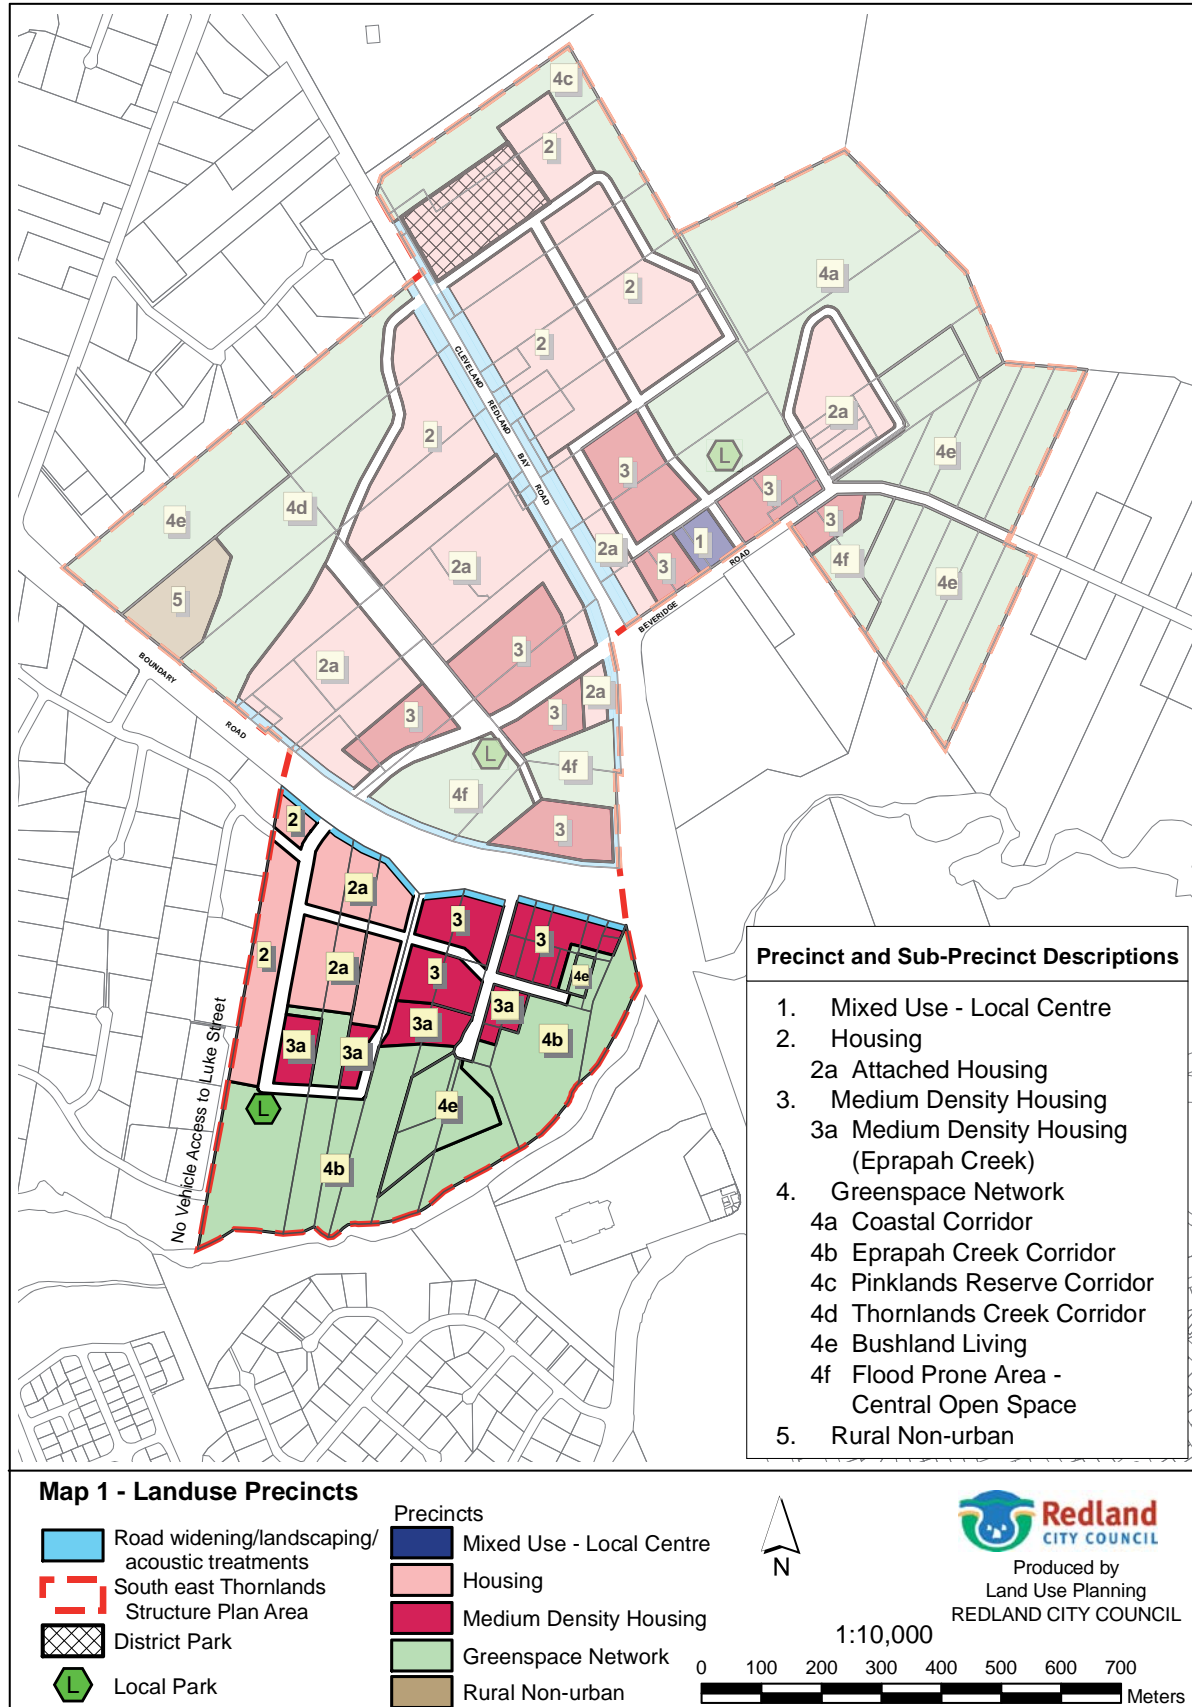 4c
2
4a
2
2
2a
2
4e
L
3
3
4d
4e
3
1
2a
2a
3
4f
4e
5
3
2a
2a
3
3
L
4f
4f
3
CLEVELAND REDLAND BAY ROAD
BEVERIDGE ROAD
BOUNDARY ROAD
2
2a
3
3
2
2a
3
4e
3a
3a
3a
3a
4b
L
4e
4b
No Vehicle Access to Luke Street
Precinct and Sub-Precinct Descriptions
1. Mixed Use - Local Centre
2. Housing
2a Attached Housing
3. Medium Density Housing
3a Medium Density Housing
(Eprapah Creek)
4. Greenspace Network
4a Coastal Corridor
4b Eprapah Creek Corridor
4c Pinklands Reserve Corridor
4d Thornlands Creek Corridor
4e Bushland Living
4f Flood Prone Area -
Central Open Space
5. Rural Non-urban
Map 1 - Landuse Precincts
Road widening/landscaping/
acoustic treatments
South east Thornlands
Structure Plan Area
District Park
L Local Park
Precincts
Mixed Use - Local Centre
Housing
Medium Density Housing
Greenspace Network
Rural Non-urban
N
Redland
CITY COUNCIL
Produced by
Land Use Planning
REDLAND CITY COUNCIL
1:10,000
0 100 200 300 400 500 600 700
Meters